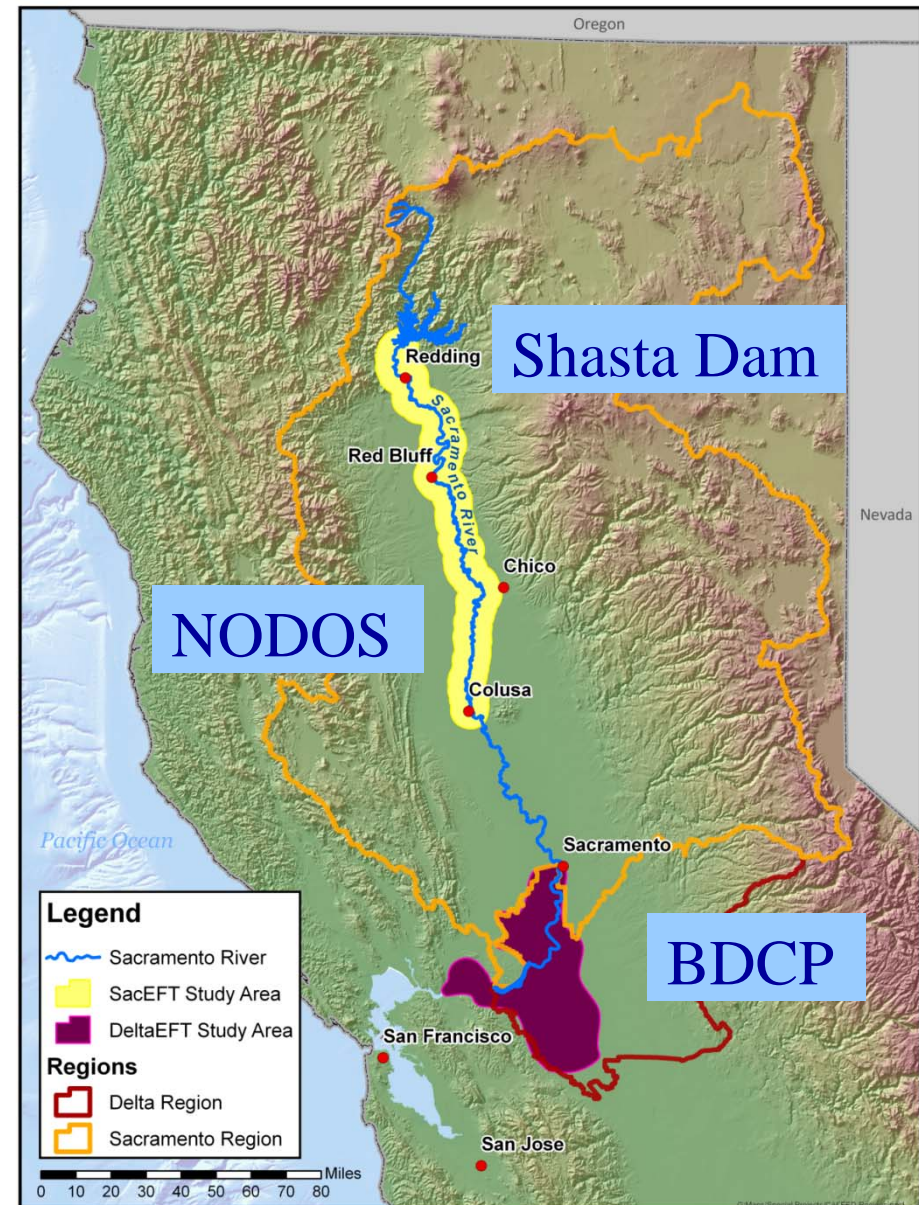 Oregon
Shasta Dam
Redding
Sacramento River
Red Bluff
Nevada
Chico
NODOS
Colusa
Pacific Ocean
Sacramento
BDCP
Legend
Sacramento River
SacEFT Study Area
DeltaEFT Study Area
San Francisco
Regions
Delta Region
Sacramento Region
San Jose
Miles
0 10 20 30 40 50 60 70 80